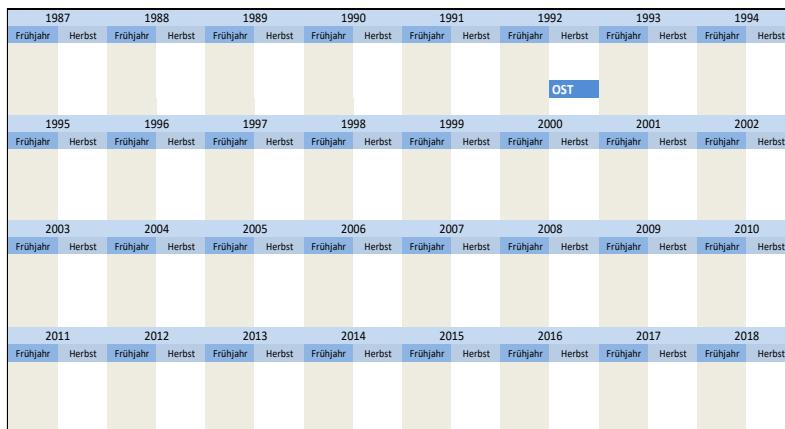 1987 1988 1989 1990 1991 1992 1993 1994
Frühjahr Herbst Frühjahr Herbst Frühjahr Herbst Frühjahr Herbst Frühjahr Herbst Frühjahr Herbst Frühjahr Herbst Frühjahr Herbst
OST
1995 1996 1997 1998 1999 2000 2001 2002
Frühjahr Herbst Frühjahr Herbst Frühjahr Herbst Frühjahr Herbst Frühjahr Herbst Frühjahr Herbst Frühjahr Herbst Frühjahr Herbst
2003 2004 2005 2006 2007 2008 2009 2010
Frühjahr Herbst Frühjahr Herbst Frühjahr Herbst Frühjahr Herbst Frühjahr Herbst Frühjahr Herbst Frühjahr Herbst Frühjahr Herbst
2011 2012 2013 2014 2015 2016 2017 2018
Frühjahr Herbst Frühjahr Herbst Frühjahr Herbst Frühjahr Herbst Frühjahr Herbst Frühjahr Herbst Frühjahr Herbst Frühjahr Herbst